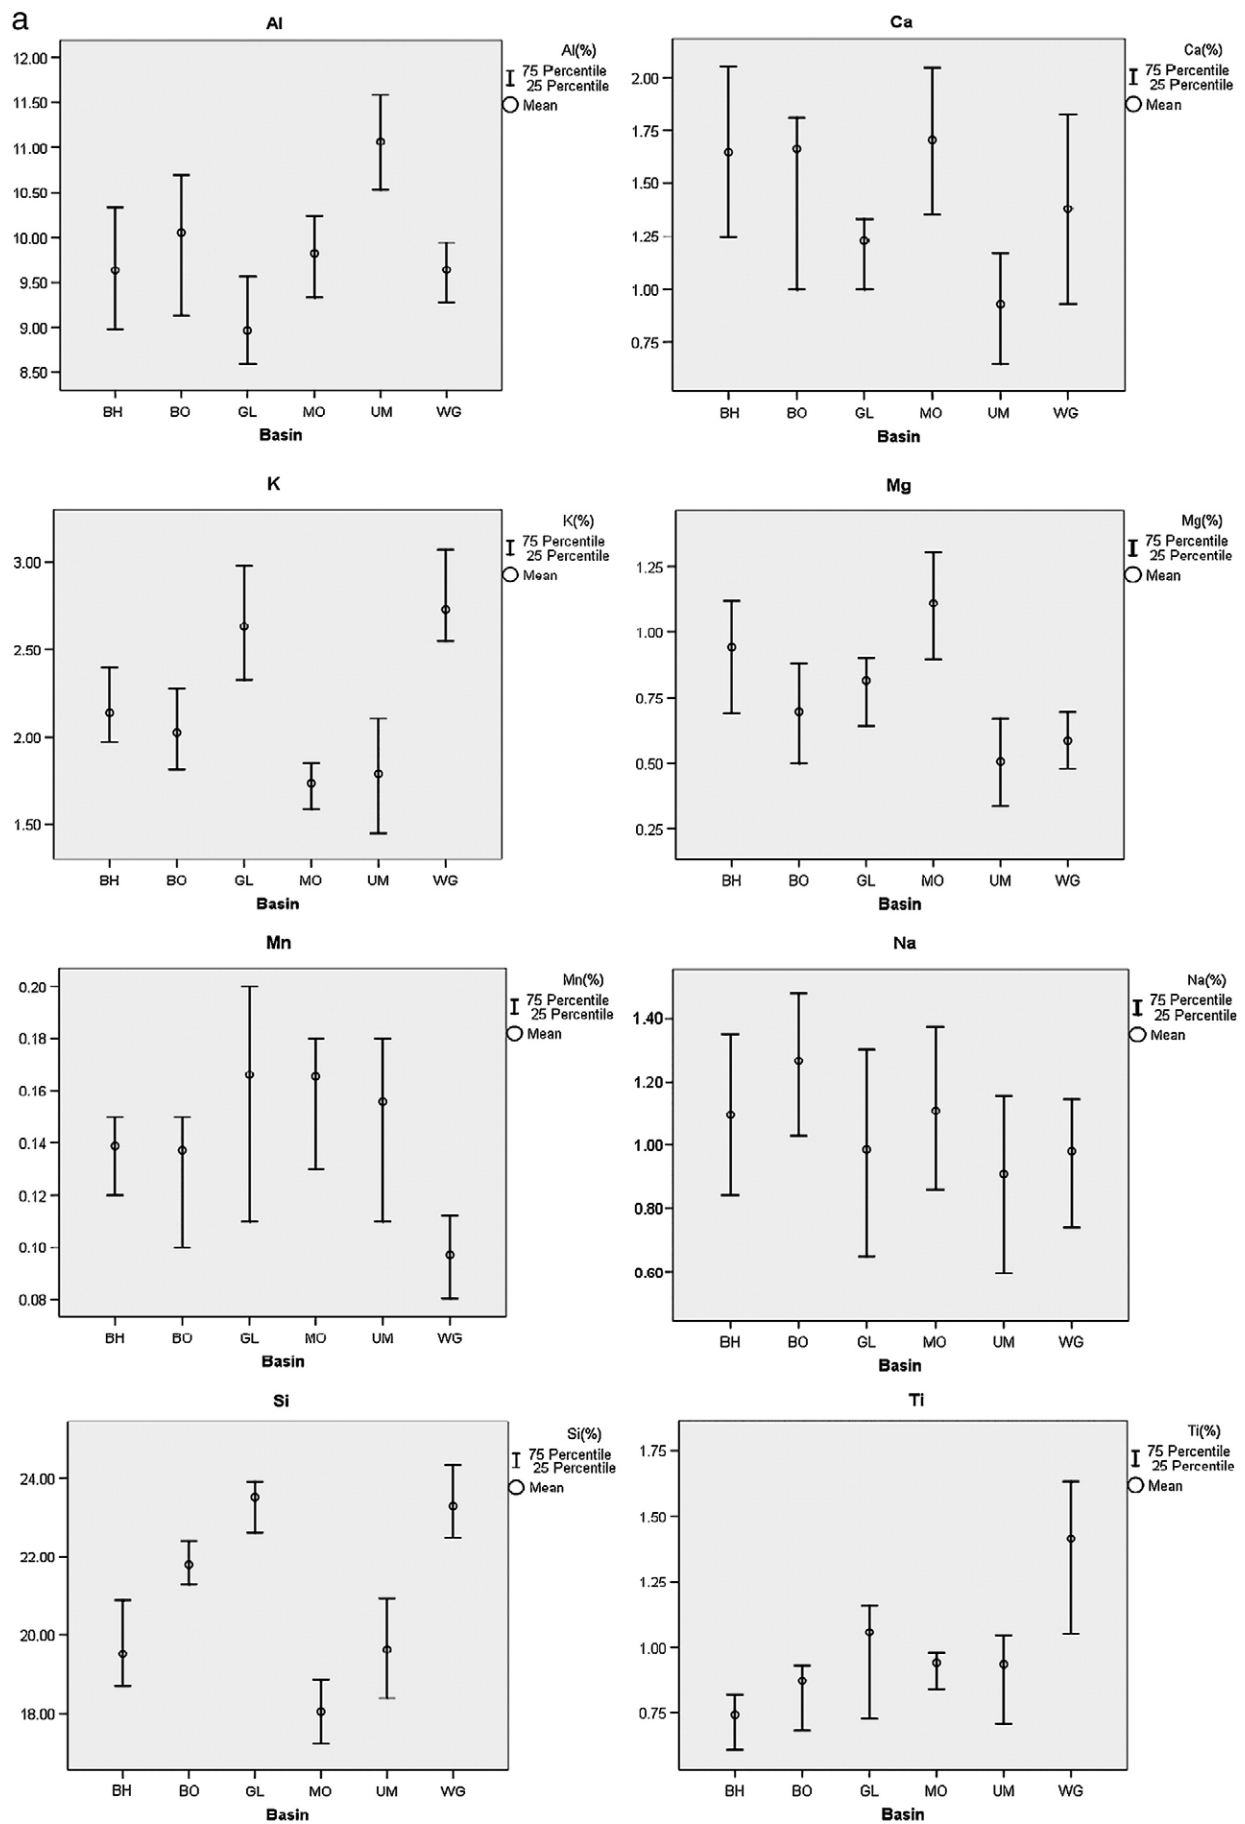 a
Al
Al(%)
75 Percentile
25 Percentile
Mean
12.00
11.50
11.00
10.50
10.00
9.50
9.00
8.50
BH BO GL MO UM WG
Basin
Ca
Ca(%)
75 Percentile
25 Percentile
Mean
2.00
1.75
1.50
1.25
1.00
0.75
BH BO GL MO UM WG
Basin
K
K(%)
75 Percentile
25 Percentile
Mean
3.00
2.50
2.00
1.50
BH BO GL MO UM WG
Basin
Mg
Mg(%)
75 Percentile
25 Percentile
Mean
1.25
1.00
0.75
0.50
0.25
BH BO GL MO UM WG
Basin
Mn
Mn(%)
75 Percentile
25 Percentile
Mean
0.20
0.18
0.16
0.14
0.12
0.10
0.08
BH BO GL MO UM WG
Basin
Na
Na(%)
75 Percentile
25 Percentile
Mean
1.40
1.20
1.00
0.80
0.60
BH BO GL MO UM WG
Basin
Si
Si(%)
75 Percentile
25 Percentile
Mean
24.00
22.00
20.00
18.00
BH BO GL MO UM WG
Basin
Ti
Ti(%)
75 Percentile
25 Percentile
Mean
1.75
1.50
1.25
1.00
0.75
BH BO GL MO UM WG
Basin